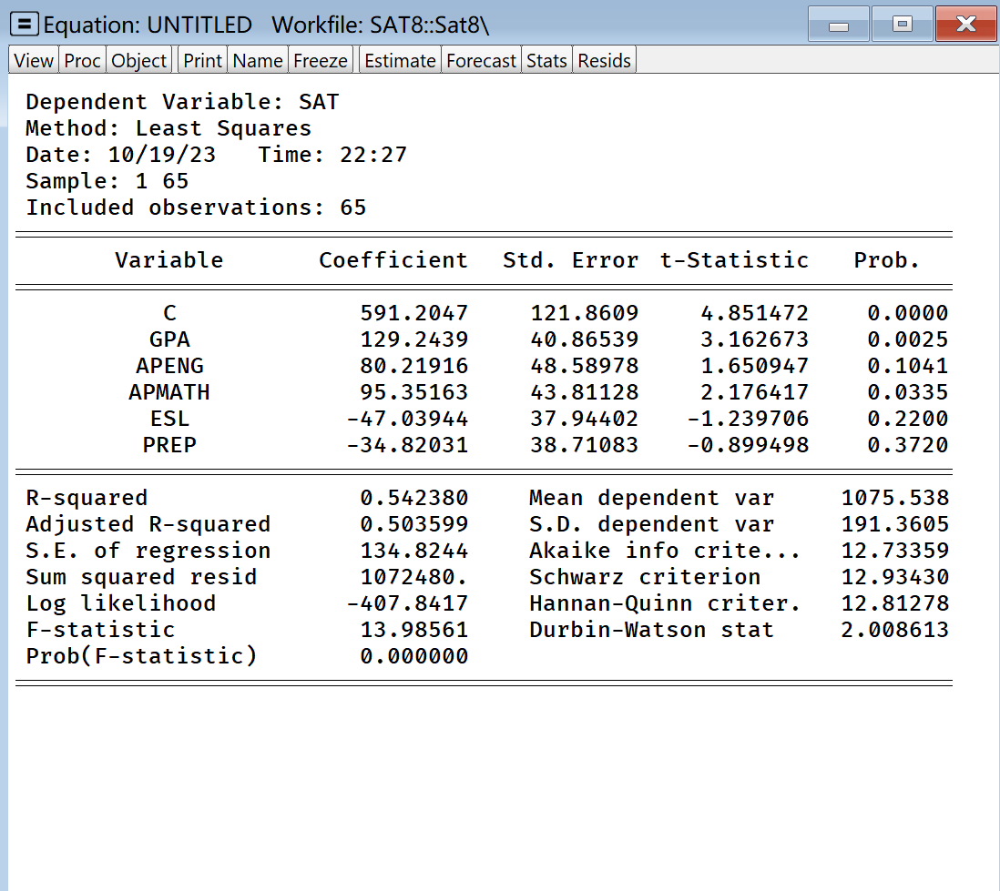 Equation: UNTITLED   Workfile: SAT8::Sat8\
View Proc Object Print Name Freeze Estimate Forecast Stats Resids
Dependent Variable: SAT
Method: Least Squares
Date: 10/19/23   Time: 22:27
Sample: 1 65
Included observations: 65
Variable Coefficient Std. Error t-Statistic Prob.
C 591.2047 121.8609 4.851472 0.0000
GPA 129.2439 40.86539 3.162673 0.0025
APENG 80.21916 48.58978 1.650947 0.1041
APMATH 95.35163 43.81128 2.176417 0.0335
ESL -47.03944 37.94402 -1.239706 0.2200
PREP -34.82031 38.71083 -0.899498 0.3720
R-squared 0.542380 Mean dependent var 1075.538
Adjusted R-squared 0.503599 S.D. dependent var 191.3605
S.E. of regression 134.8244 Akaike info crite... 12.73359
Sum squared resid 1072480. Schwarz criterion 12.93430
Log likelihood -407.8417 Hannan-Quinn criter. 12.81278
F-statistic 13.98561 Durbin-Watson stat 2.008613
Prob(F-statistic) 0.000000